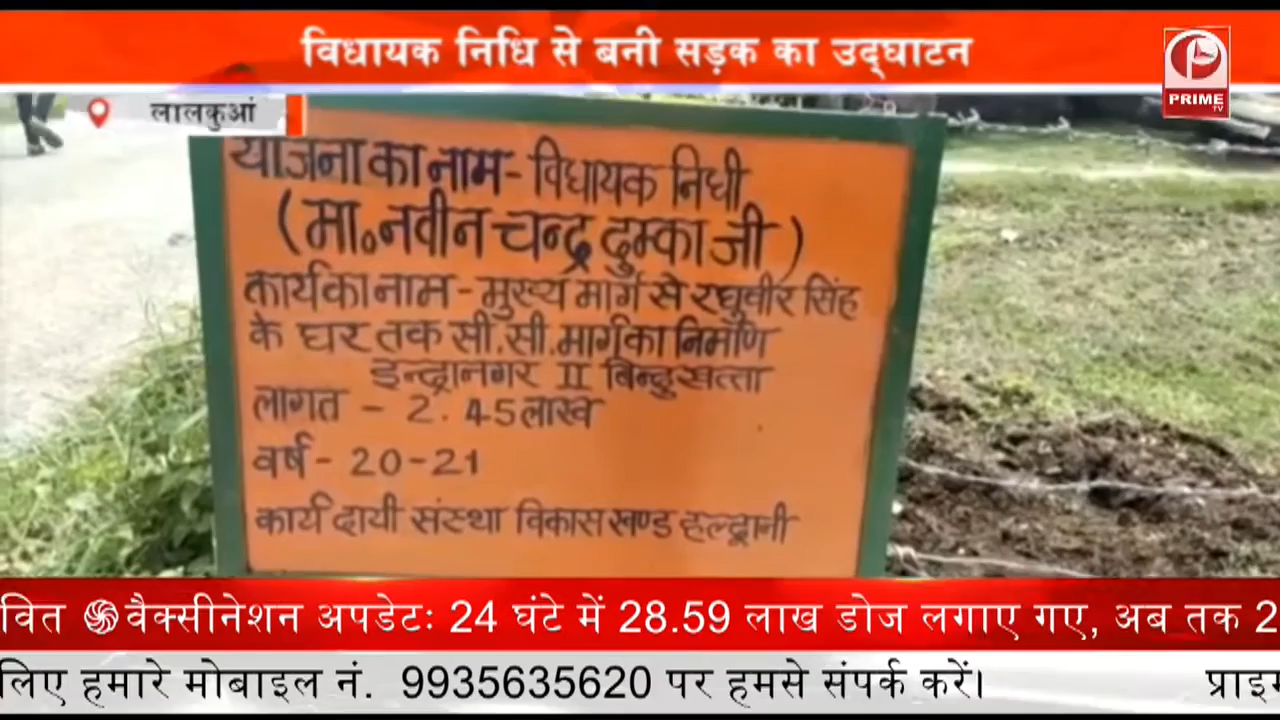 विधायक निधि से बनी सड़क का उद्घाटन
PRIME
TV
लालकुआं
योजना का नाम - विधायक निधी
(मा॰ नवीन चन्द्र दुम्का जी)
कार्य का नाम - मुख्य मार्ग से रघुवीर सिंह
के घर तक सी.सी. मार्ग का निर्माण
इन्द्रानगर II बिन्दुखत्ता
लागत - 2.45 लाख
वर्ष - 20-21
कार्य दायी संस्था विकास खण्ड हल्द्वानी
वित वैक्सीनेशन अपडेटः 24 घंटे में 28.59 लाख डोज लगाए गए, अब तक 2
लिए हमारे मोबाइल नं. 9935635620 पर हमसे संपर्क करें। प्राइम